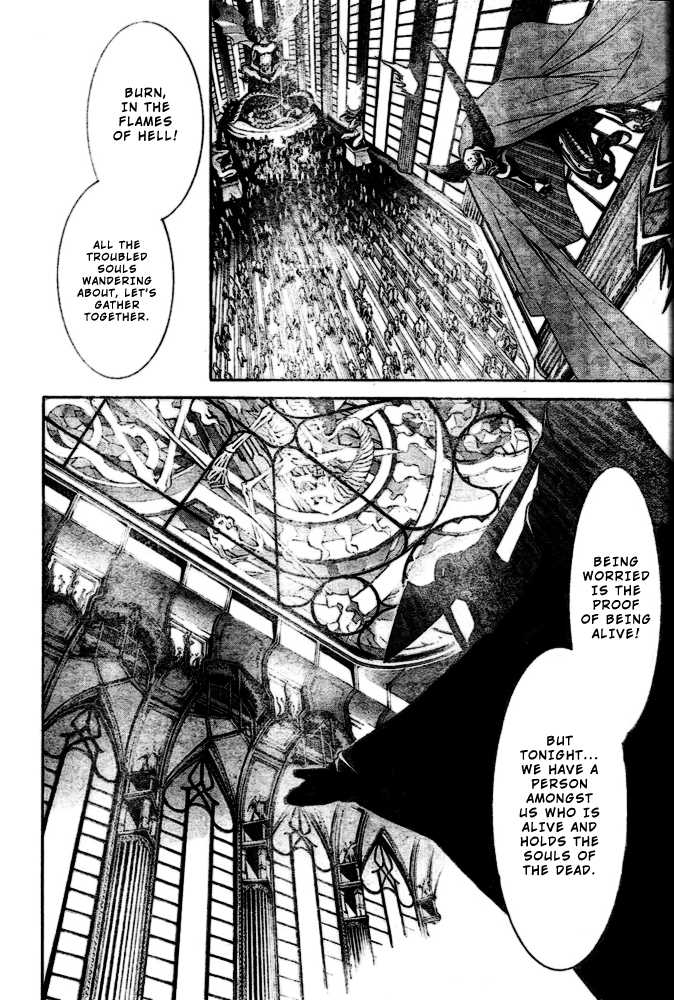 BURN,
IN THE
FLAMES
OF HELL!
ALL THE
TROUBLED
SOULS
WANDERING
ABOUT, LET'S
GATHER
TOGETHER.
BEING
WORRIED
IS THE
PROOF
OF BEING
ALIVE!
BUT
TONIGHT...
WE HAVE A
PERSON
AMONGST
US WHO IS
ALIVE AND
HOLDS THE
SOULS OF
THE DEAD.